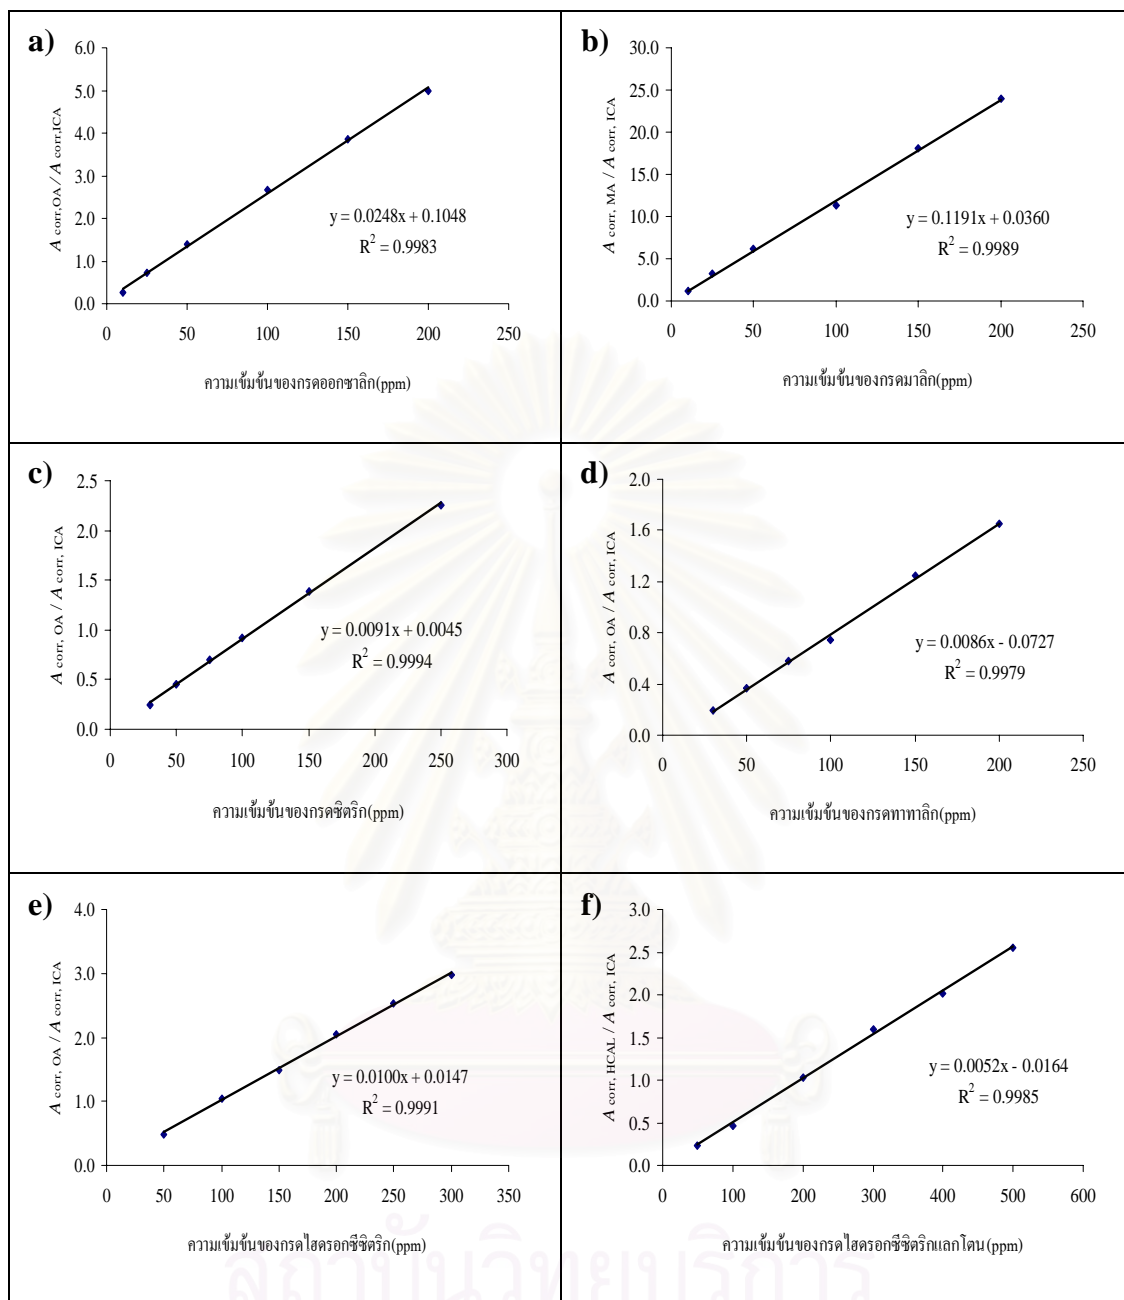 a)
6.0
5.0
4.0
3.0
2.0
1.0
0.0
A corr,OA / A corr,ICA
y = 0.0248x + 0.1048
R² = 0.9983
0 50 100 150 200 250
ความเข้มข้นของกรดออกซาลิก(ppm)
b)
30.0
25.0
20.0
15.0
10.0
5.0
0.0
A corr, MA / A corr, ICA
y = 0.1191x + 0.0360
R² = 0.9989
0 50 100 150 200 250
ความเข้มข้นของกรดมาลิก(ppm)
c)
2.5
2.0
1.5
1.0
0.5
0.0
A corr, OA / A corr, ICA
y = 0.0091x + 0.0045
R² = 0.9994
0 50 100 150 200 250 300
ความเข้มข้นของกรดซิตริก(ppm)
d)
2.0
1.6
1.2
0.8
0.4
0.0
A corr, OA / A corr, ICA
y = 0.0086x - 0.0727
R² = 0.9979
0 50 100 150 200 250
ความเข้มข้นของกรดทาทาลิก(ppm)
e)
4.0
3.0
2.0
1.0
0.0
A corr, OA / A corr, ICA
y = 0.0100x + 0.0147
R² = 0.9991
0 50 100 150 200 250 300 350
ความเข้มข้นของกรดไฮดรอกซีซิตริก(ppm)
f)
3.0
2.5
2.0
1.5
1.0
0.5
0.0
A corr, HCAL / A corr, ICA
y = 0.0052x - 0.0164
R² = 0.9985
0 100 200 300 400 500 600
ความเข้มข้นของกรดไฮดรอกซีซิตริกแลกโตน(ppm)
สถาบันวิทยบริการ